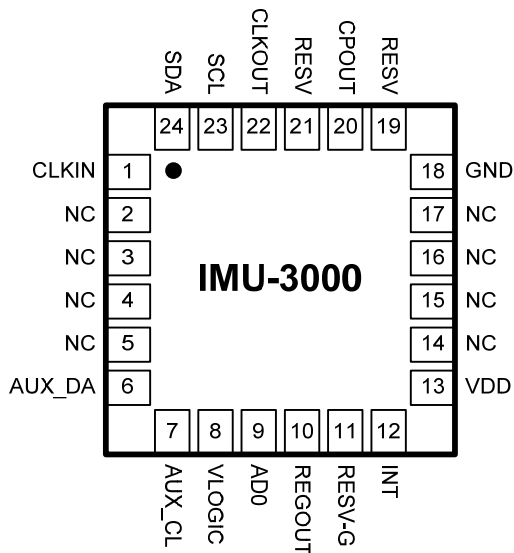 SDA
SCL
CLKOUT
RESV
CPOUT
RESV
24
23
22
21
20
19
CLKIN 1
18 GND
NC 2
17 NC
NC 3
16 NC
IMU-3000
NC 4
15 NC
NC 5
14 NC
AUX_DA 6
13 VDD
7
8
9
10
11
12
AUX_CL
VLOGIC
AD0
REGOUT
RESV-G
INT